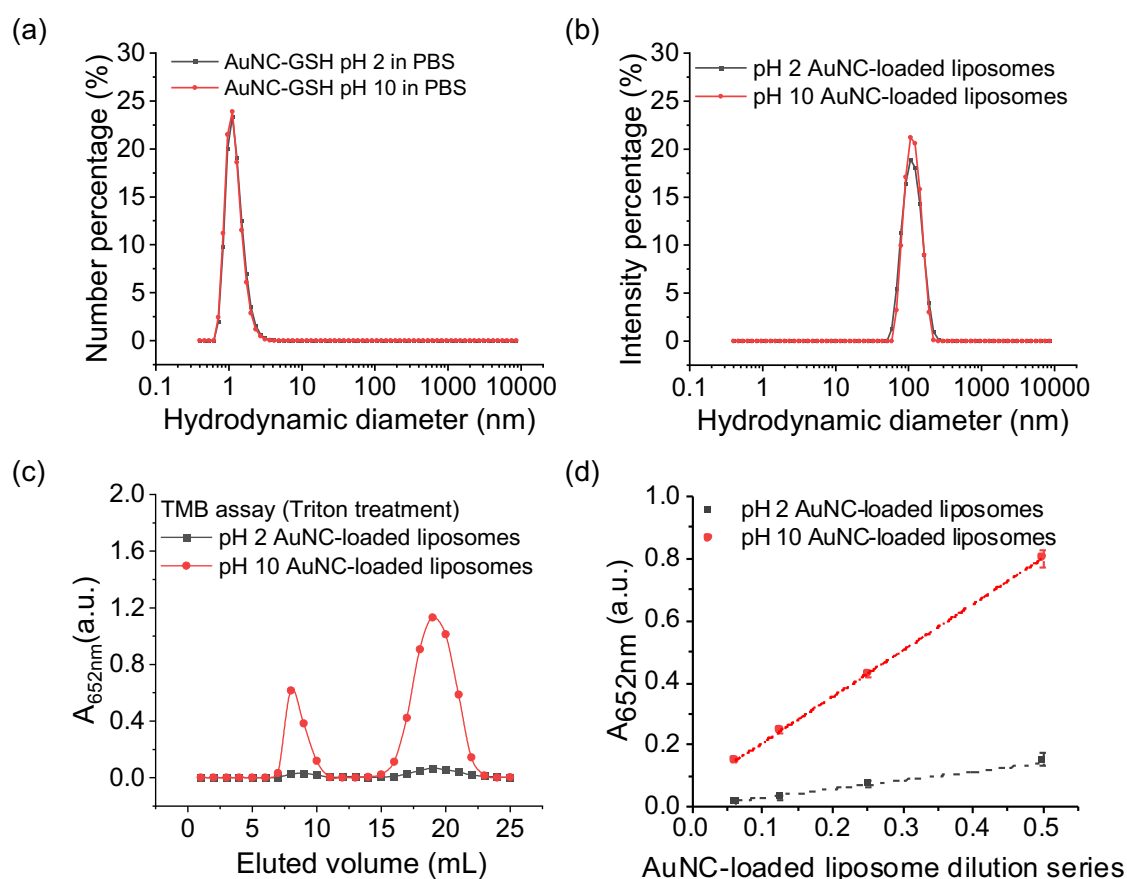 (a)
Number percentage (%)
30
25
20
15
10
5
0
AuNC-GSH pH 2 in PBS
AuNC-GSH pH 10 in PBS
0.1 1 10 100 1000 10000
Hydrodynamic diameter (nm)
(b)
Intensity percentage (%)
30
25
20
15
10
5
0
pH 2 AuNC-loaded liposomes
pH 10 AuNC-loaded liposomes
0.1 1 10 100 1000 10000
Hydrodynamic diameter (nm)
(c)
A652nm(a.u.)
2.0
1.6
1.2
0.8
0.4
0.0
TMB assay (Triton treatment)
pH 2 AuNC-loaded liposomes
pH 10 AuNC-loaded liposomes
0 5 10 15 20 25
Eluted volume (mL)
(d)
A652nm (a.u.)
1.0
0.8
0.6
0.4
0.2
0.0
pH 2 AuNC-loaded liposomes
pH 10 AuNC-loaded liposomes
0.0 0.1 0.2 0.3 0.4 0.5
AuNC-loaded liposome dilution series